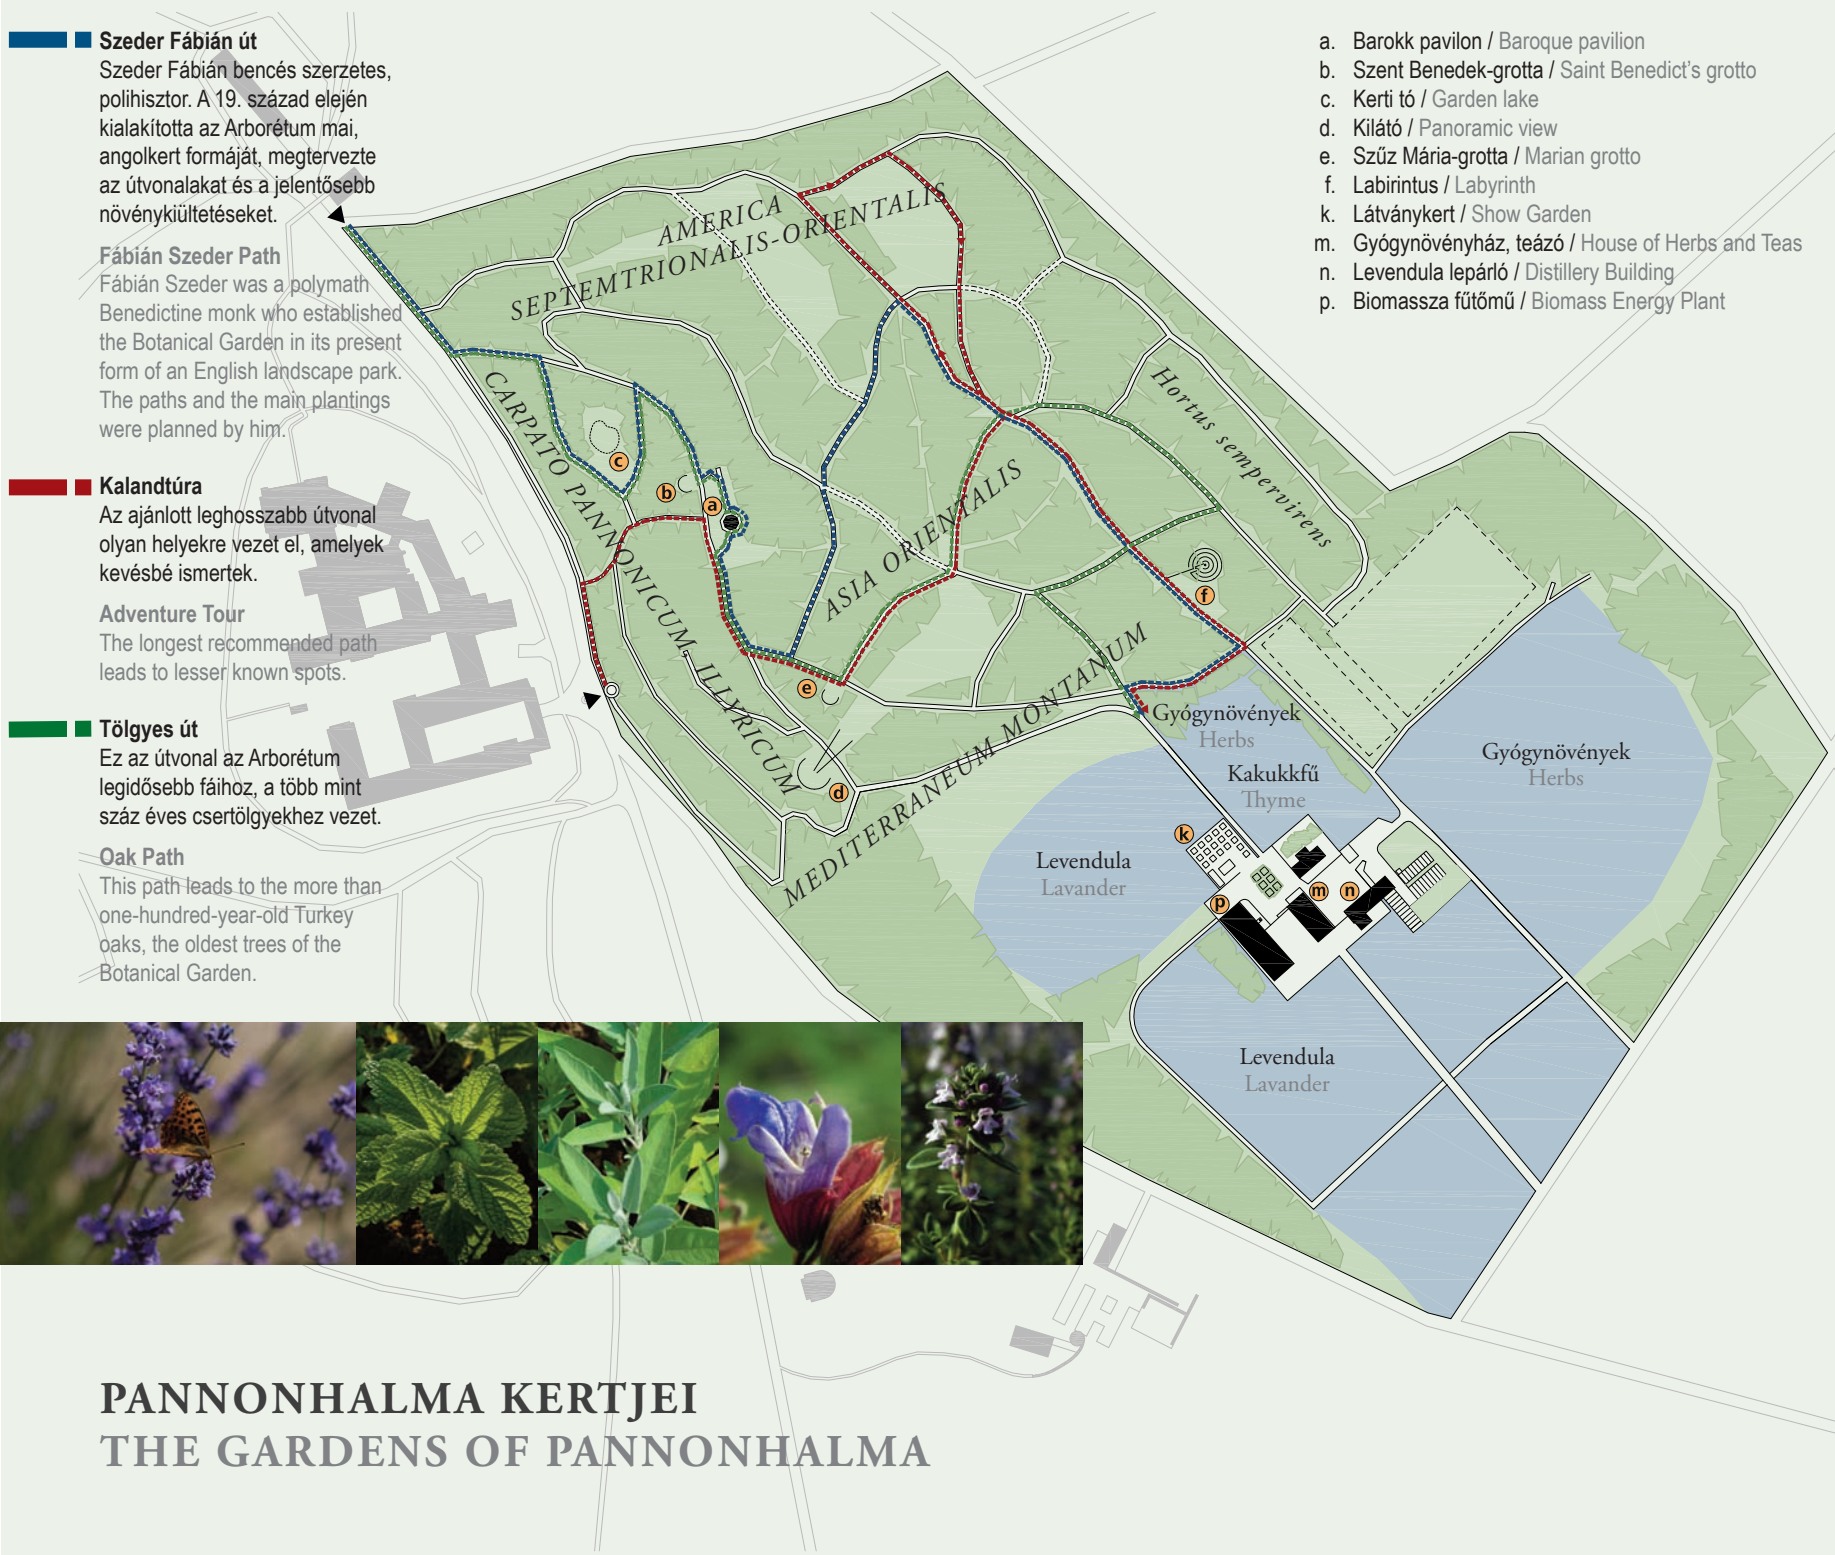 Szeder Fábián út
Szeder Fábián bencés szerzetes,
polihisztor. A 19. század elején
kialakította az Arborétum mai,
angolkert formáját, megtervezte
az útvonalakat és a jelentősebb
növénykiültetéseket.
Fábián Szeder Path
Fábián Szeder was a polymath
Benedictine monk who established
the Botanical Garden in its present
form of an English landscape park.
The paths and the main plantings
were planned by him.
Kalandtúra
Az ajánlott leghosszabb útvonal
olyan helyekre vezet el, amelyek
kevésbé ismertek.
Adventure Tour
The longest recommended path
leads to lesser known spots.
Tölgyes út
Ez az útvonal az Arborétum
legidősebb fáihoz, a több mint
száz éves csertölgyekhez vezet.
Oak Path
This path leads to the more than
one-hundred-year-old Turkey
oaks, the oldest trees of the
Botanical Garden.
a. Barokk pavilon / Baroque pavilion
b. Szent Benedek-grotta / Saint Benedict's grotto
c. Kerti tó / Garden lake
d. Kilátó / Panoramic view
e. Szűz Mária-grotta / Marian grotto
f. Labirintus / Labyrinth
k. Látványkert / Show Garden
m. Gyógynövényház, teázó / House of Herbs and Teas
n. Levendula lepárló / Distillery Building
p. Biomassza fűtőmű / Biomass Energy Plant
AMERICA
SEPTEMTRIONALIS-ORIENTALIS
CARPATO PANNONICUM, ILLYRICUM
Hortus sempervirens
ASIA ORIENTALIS
MEDITERRANEUM MONTANUM
c
b
a
f
e
d
Gyógynövények
Herbs
Kakukkfű
Thyme
Gyógynövények
Herbs
k
Levendula
Lavander
m
n
p
Levendula
Lavander
PANNONHALMA KERTJEI
THE GARDENS OF PANNONHALMA